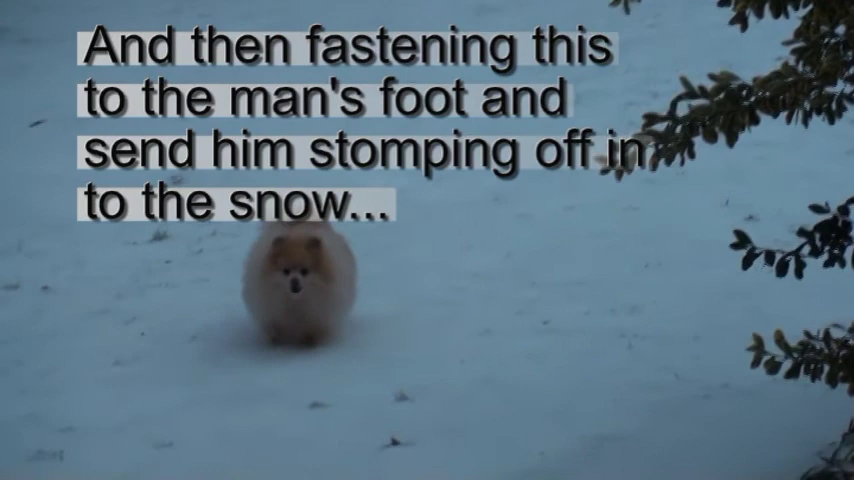 And then fastening this
to the man's foot and
send him stomping off in
to the snow...